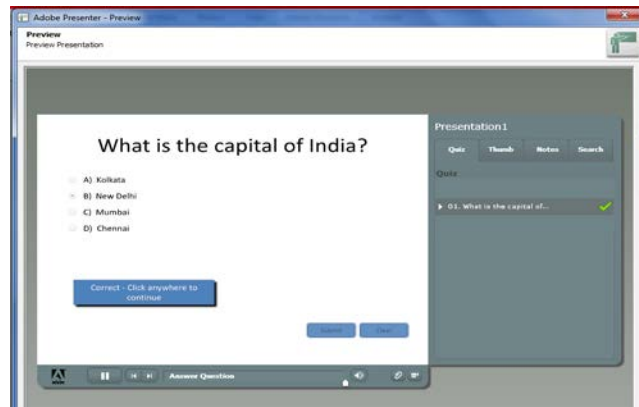 Adobe Presenter - Preview
Preview
Preview Presentation
What is the capital of India?
A) Kolkata
B) New Delhi
C) Mumbai
D) Chennai
Correct - Click anywhere to
continue
Submit
Clear
Answer Question
Presentation1
Quiz
Thumb
Notes
Search
Quiz
01. What is the capital of...